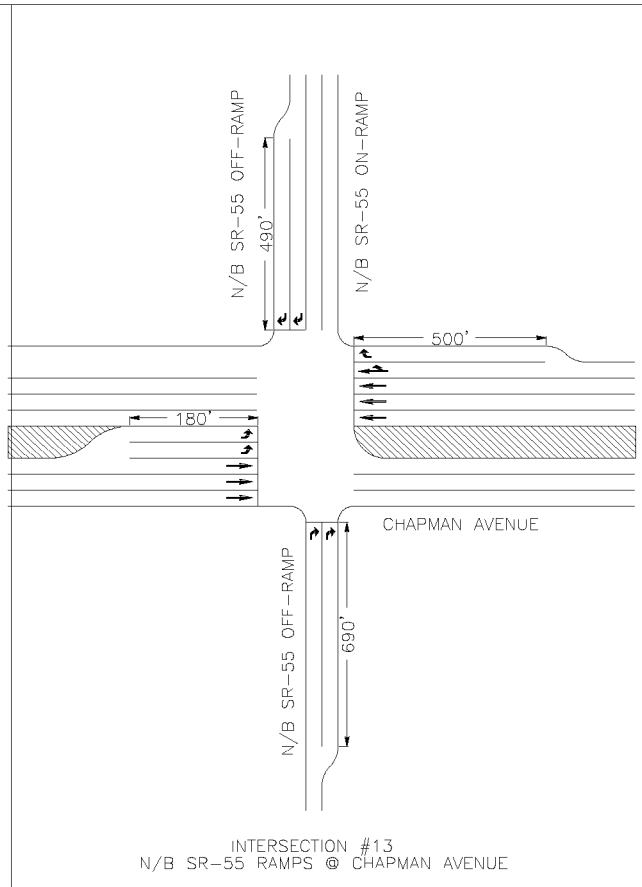 N/B SR-55 OFF-RAMP
N/B SR-55 ON-RAMP
490'
500'
180'
CHAPMAN AVENUE
N/B SR-55 OFF-RAMP
690'
INTERSECTION #13
N/B SR-55 RAMPS @ CHAPMAN AVENUE